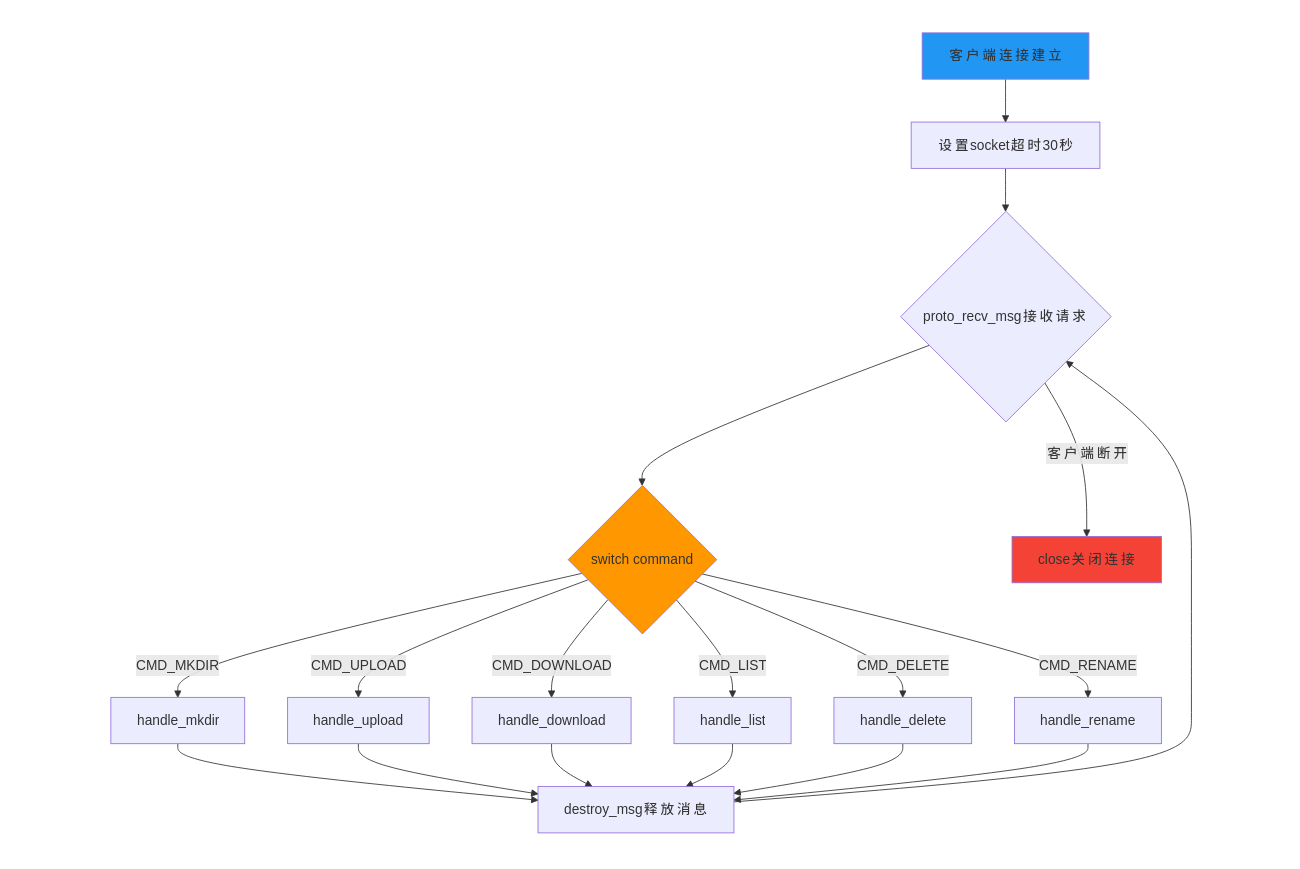 客户端连接建立
设置socket超时30秒
proto_recv_msg接收请求
客户端断开
switch command
close关闭连接
CMD_MKDIR
CMD_UPLOAD
CMD_DOWNLOAD
CMD_LIST
CMD_DELETE
CMD_RENAME
handle_mkdir
handle_upload
handle_download
handle_list
handle_delete
handle_rename
destroy_msg释放消息